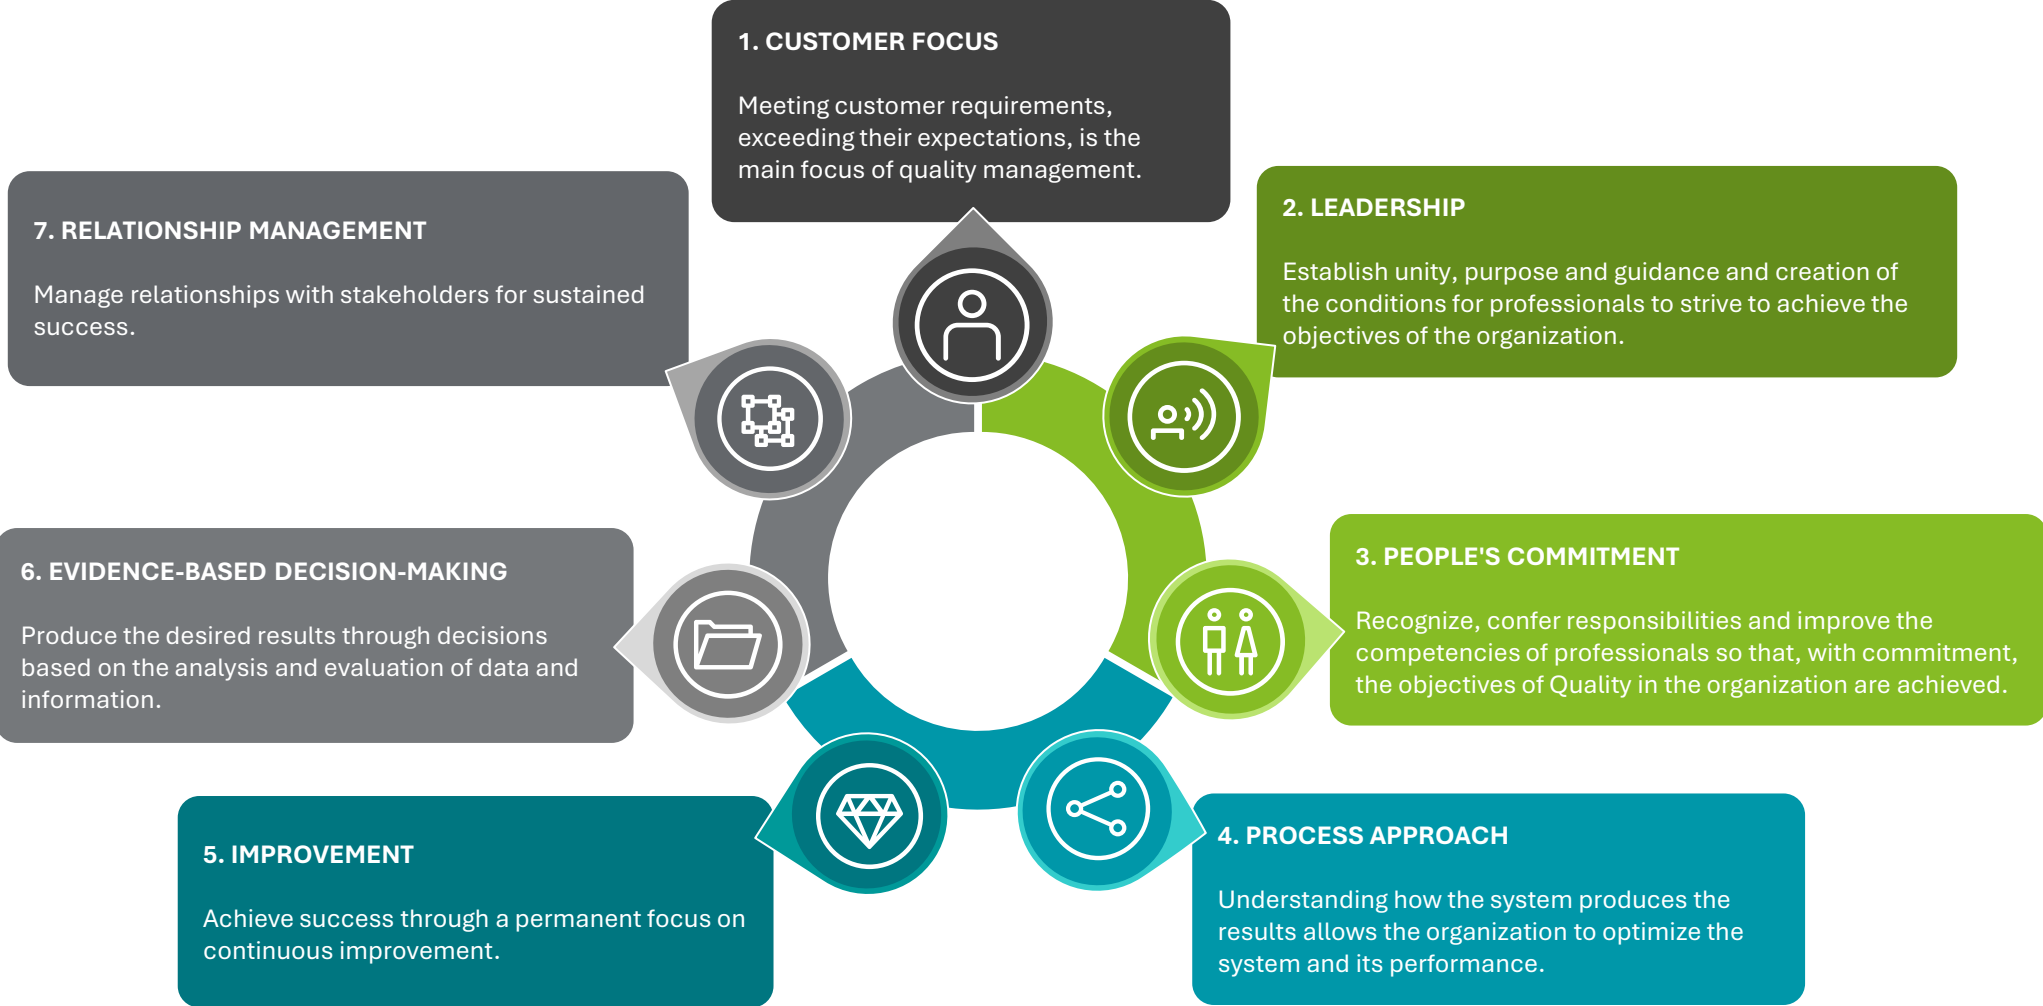 1. CUSTOMER FOCUS
Meeting customer requirements,
exceeding their expectations, is the
main focus of quality management.
2. LEADERSHIP
Establish unity, purpose and guidance and creation of
the conditions for professionals to strive to achieve the
objectives of the organization.
3. PEOPLE'S COMMITMENT
Recognize, confer responsibilities and improve the
competencies of professionals so that, with commitment,
the objectives of Quality in the organization are achieved.
4. PROCESS APPROACH
Understanding how the system produces the
results allows the organization to optimize the
system and its performance.
5. IMPROVEMENT
Achieve success through a permanent focus on
continuous improvement.
6. EVIDENCE-BASED DECISION-MAKING
Produce the desired results through decisions
based on the analysis and evaluation of data and
information.
7. RELATIONSHIP MANAGEMENT
Manage relationships with stakeholders for sustained
success.